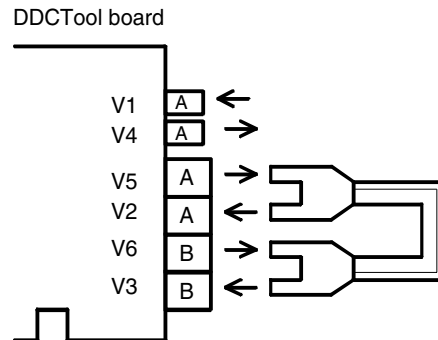 DDCTool board
V1 A
V4 A
V5 A
V2 A
V6 B
V3 B